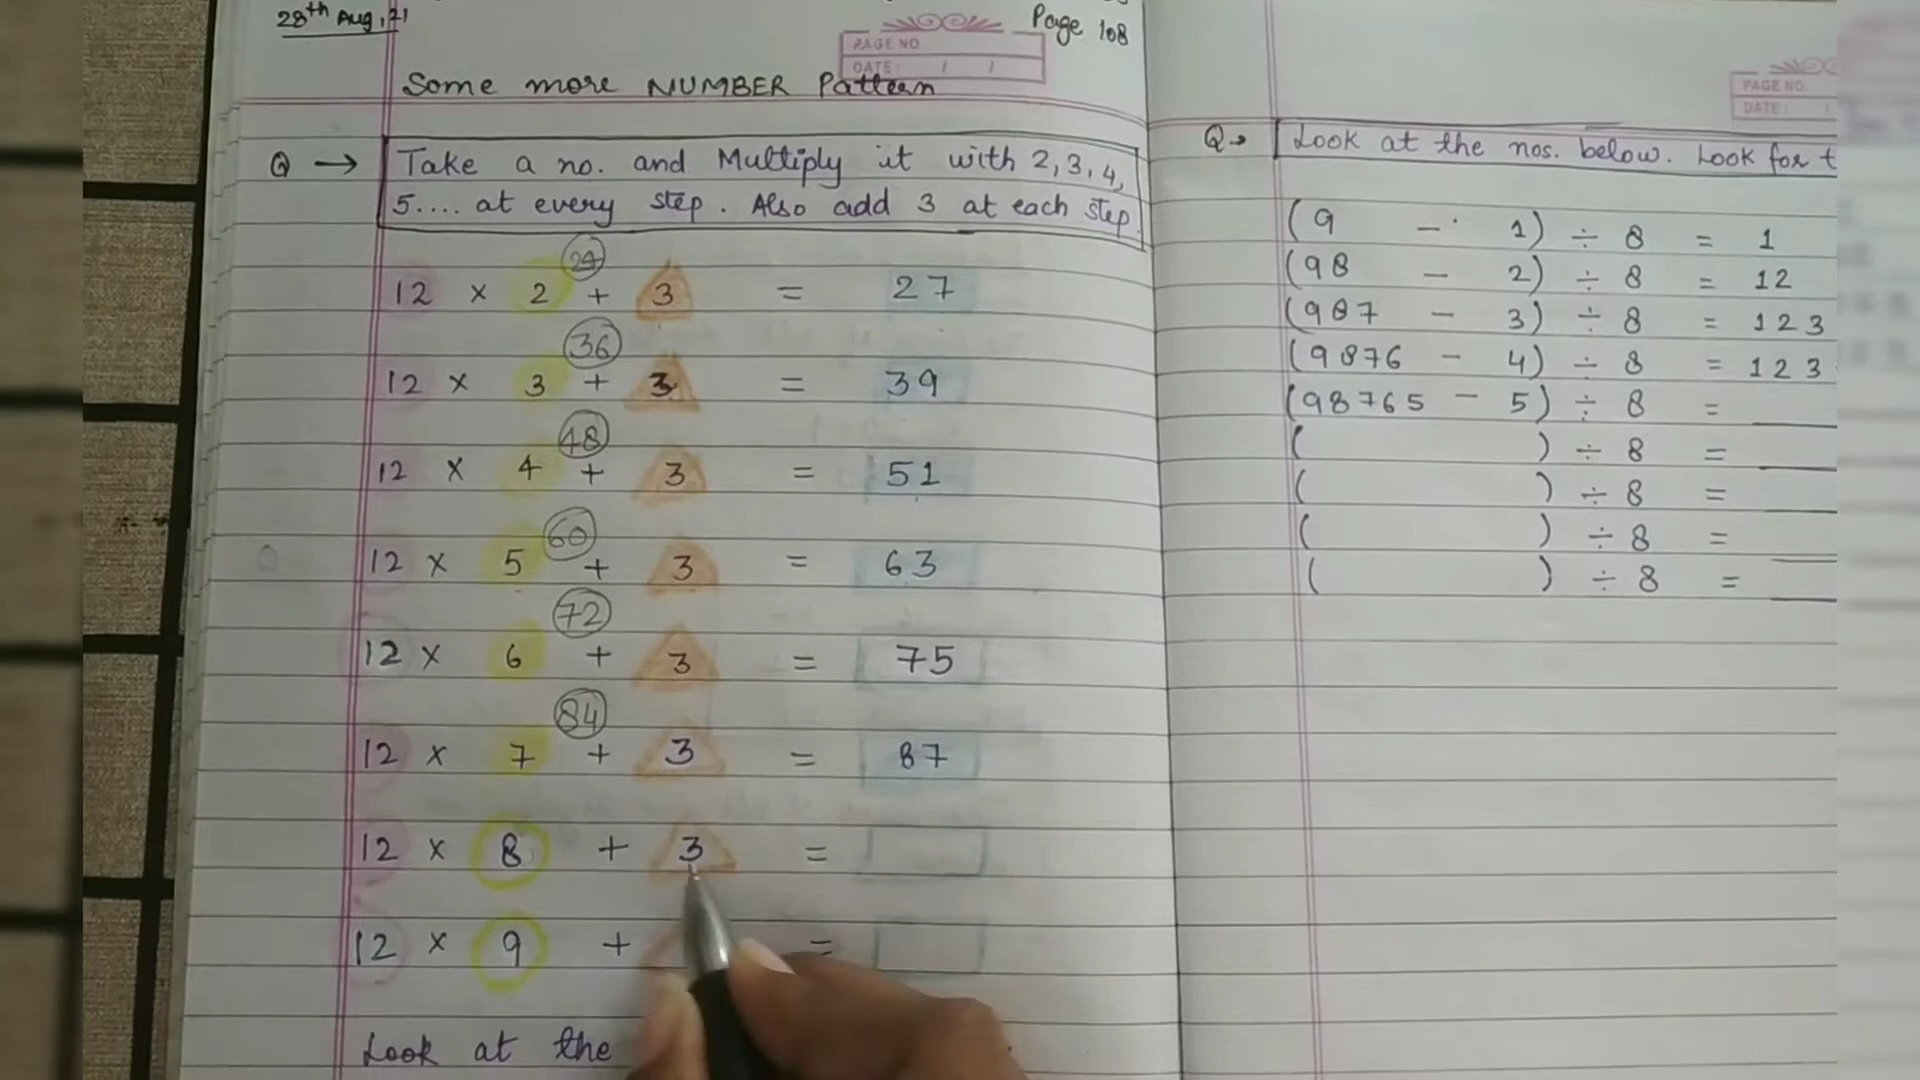 28th Aug, 21
Page 108
PAGE NO
DATE: / /
Some more NUMBER Pattern
Q → Take a no. and Multiply it with 2, 3, 4,
5.... at every step. Also add 3 at each step.
24
12 × 2 + 3 = 27
36
12 × 3 + 3 = 39
48
12 × 4 + 3 = 51
60
12 × 5 + 3 = 63
72
12 × 6 + 3 = 75
84
12 × 7 + 3 = 87
12 × 8 + 3 =
12 × 9 + =
Look at the
PAGE NO.
DATE: /
Q→ Look at the nos. below. Look for t
(9 - 1) ÷ 8 = 1
(98 - 2) ÷ 8 = 12
(987 - 3) ÷ 8 = 123
(9876 - 4) ÷ 8 = 123
(98765 - 5) ÷ 8 =
( ) ÷ 8 =
( ) ÷ 8 =
( ) ÷ 8 =
( ) ÷ 8 =